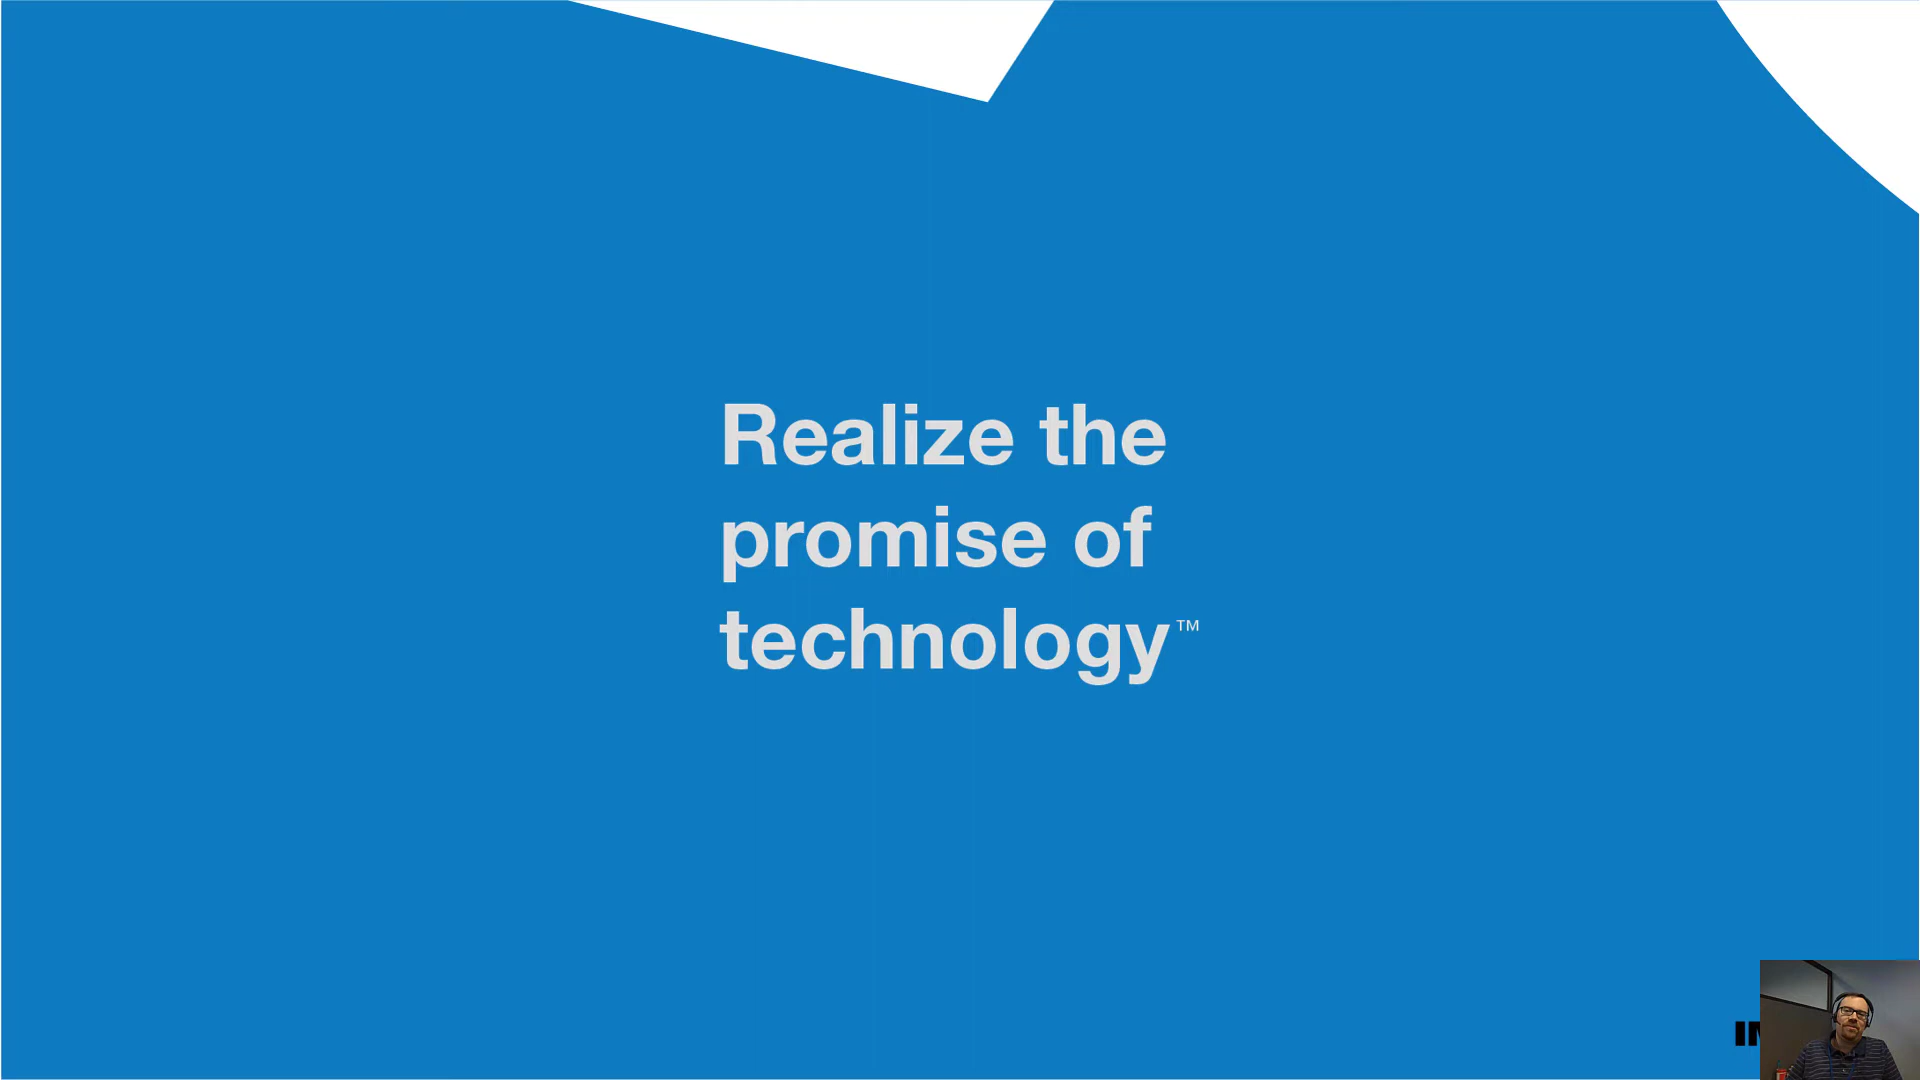 Realize the
promise of
technology™